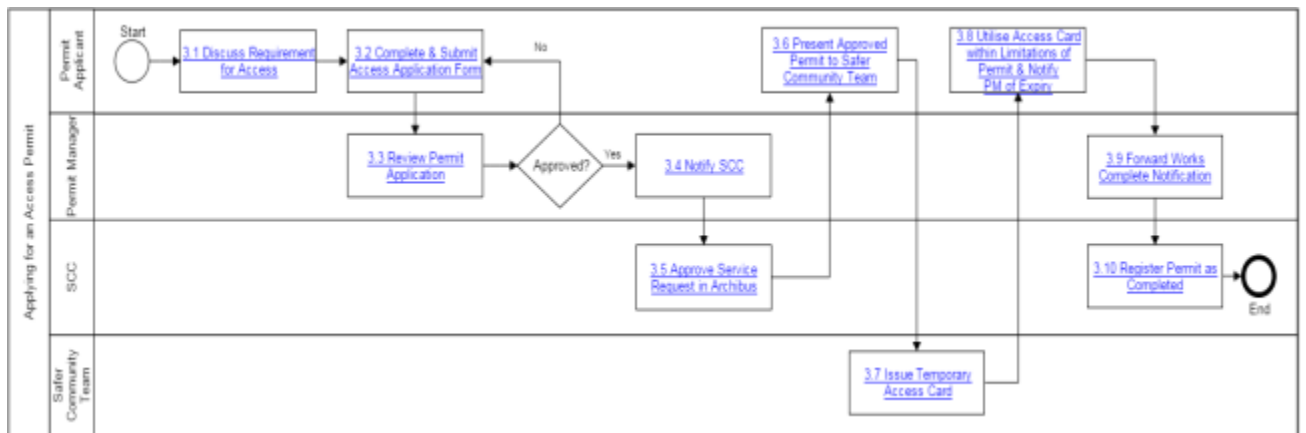 Applying for an Access Permit
Permit
Applicant
Start
3.1 Discuss Requirement
for Access
3.2 Complete & Submit
Access Application Form
No
3.6 Present Approved
Permit to Safer
Community Team
3.8 Utilise Access Card
within Limitations of
Permit & Notify
PM of Expiry
Permit Manager
3.3 Review Permit
Application
Approved?
Yes
3.4 Notify SCC
3.9 Forward Works
Complete Notification
SCC
3.5 Approve Service
Request in Archibus
3.10 Register Permit as
Completed
End
Safer
Community
Team
3.7 Issue Temporary
Access Card